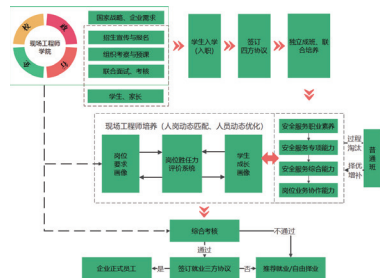 国家战略、企业需求
招生宣传与报名
组织考核与授课
联合面试、考核
学生、家长
政
校
企
行
现场工程师
学院
学生入学
(入职)
签订
四方协议
独立成班、联
合培养
现场工程师培养(人岗动态匹配、人员动态优化)
岗位
要求
画像
岗位胜任力
评价系统
学生
成长
画像
安全服务职业素养
安全服务专项能力
安全服务综合能力
岗位业务协作能力
过程
淘汰
择优
增补
普通
班
综合考核
不通过
通过
企业正式员工
是
签订就业三方协议
否
推荐就业/自由择业